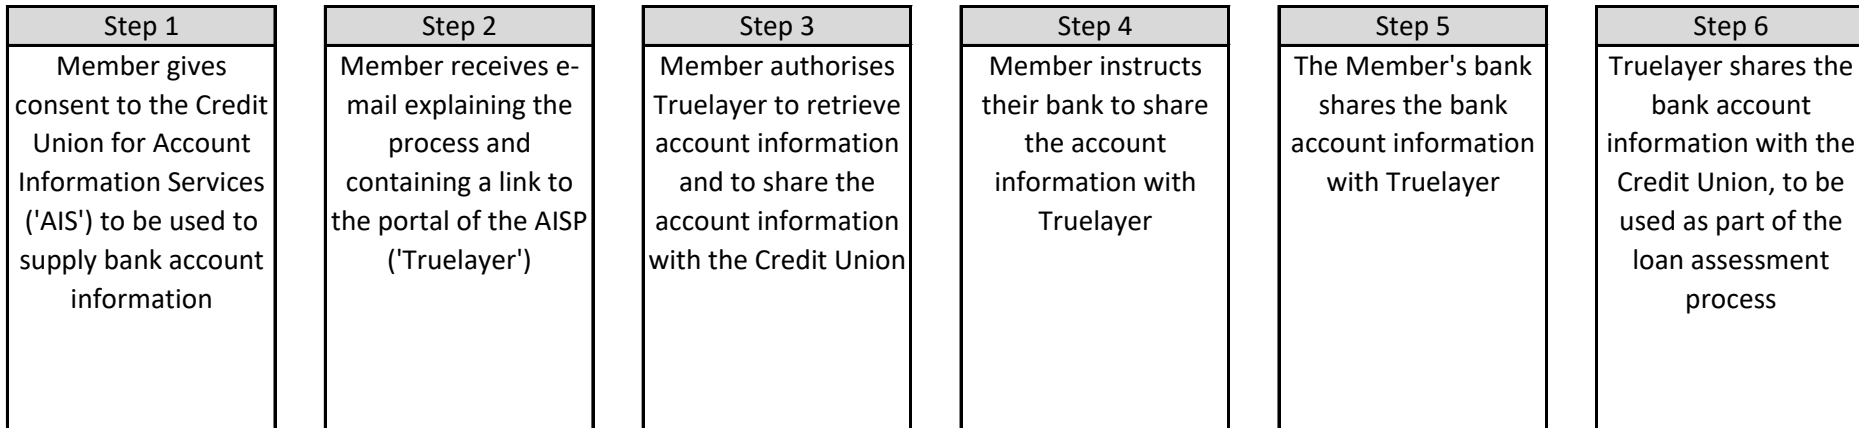 Step 1
Member gives
consent to the Credit
Union for Account
Information Services
('AIS') to be used to
supply bank account
information
Step 2
Member receives e-
mail explaining the
process and
containing a link to
the portal of the AISP
('Truelayer')
Step 3
Member authorises
Truelayer to retrieve
account information
and to share the
account information
with the Credit Union
Step 4
Member instructs
their bank to share
the account
information with
Truelayer
Step 5
The Member's bank
shares the bank
account information
with Truelayer
Step 6
Truelayer shares the
bank account
information with the
Credit Union, to be
used as part of the
loan assessment
process